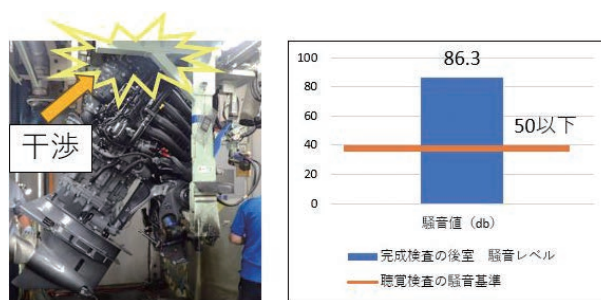 干渉
86.3
50以下
100
80
60
40
20
0
騒音値（db）
完成検査の後室　騒音レベル
聴覚検査の騒音基準